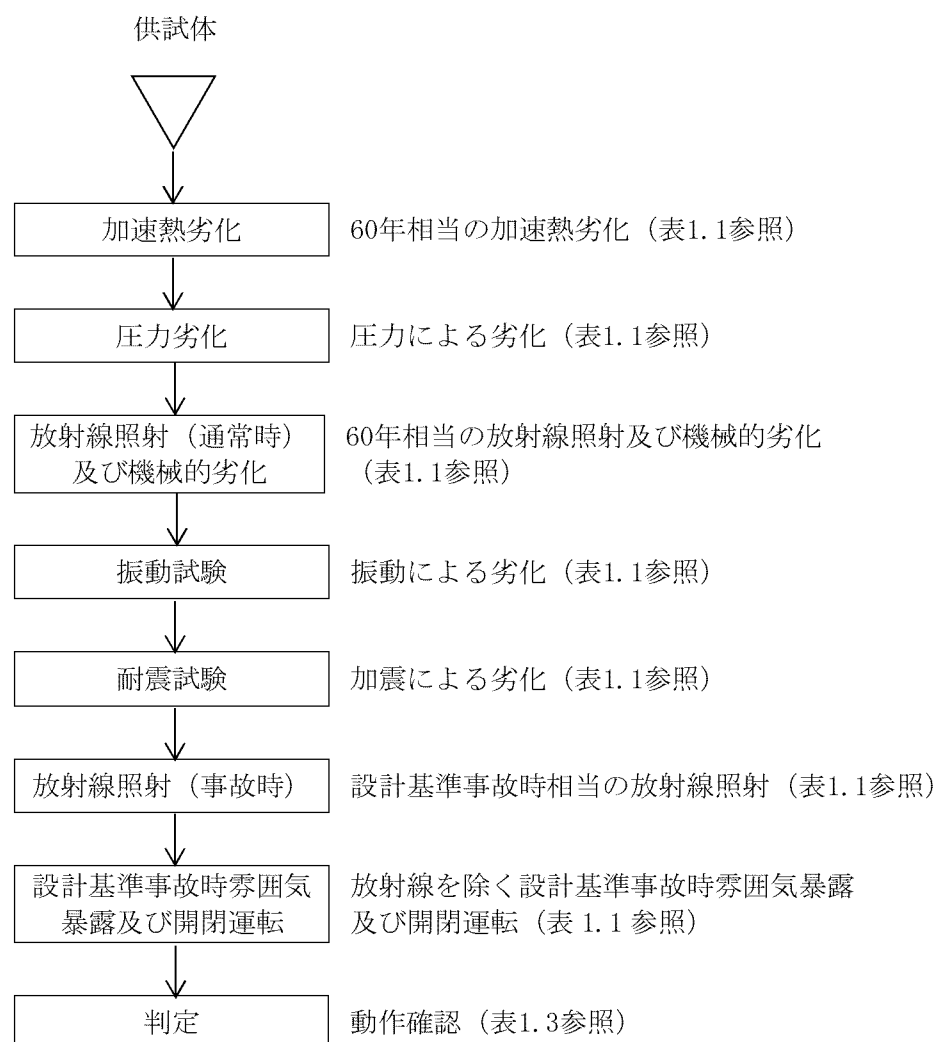 供試体
加速熱劣化
60年相当の加速熱劣化（表1.1参照）
圧力劣化
圧力による劣化（表1.1参照）
放射線照射（通常時）
及び機械的劣化
60年相当の放射線照射及び機械的劣化
（表1.1参照）
振動試験
振動による劣化（表1.1参照）
耐震試験
加震による劣化（表1.1参照）
放射線照射（事故時）
設計基準事故時相当の放射線照射（表1.1参照）
設計基準事故時雰囲気
暴露及び開閉運転
放射線を除く設計基準事故時雰囲気暴露
及び開閉運転（表 1.1 参照）
判定
動作確認（表1.3参照）